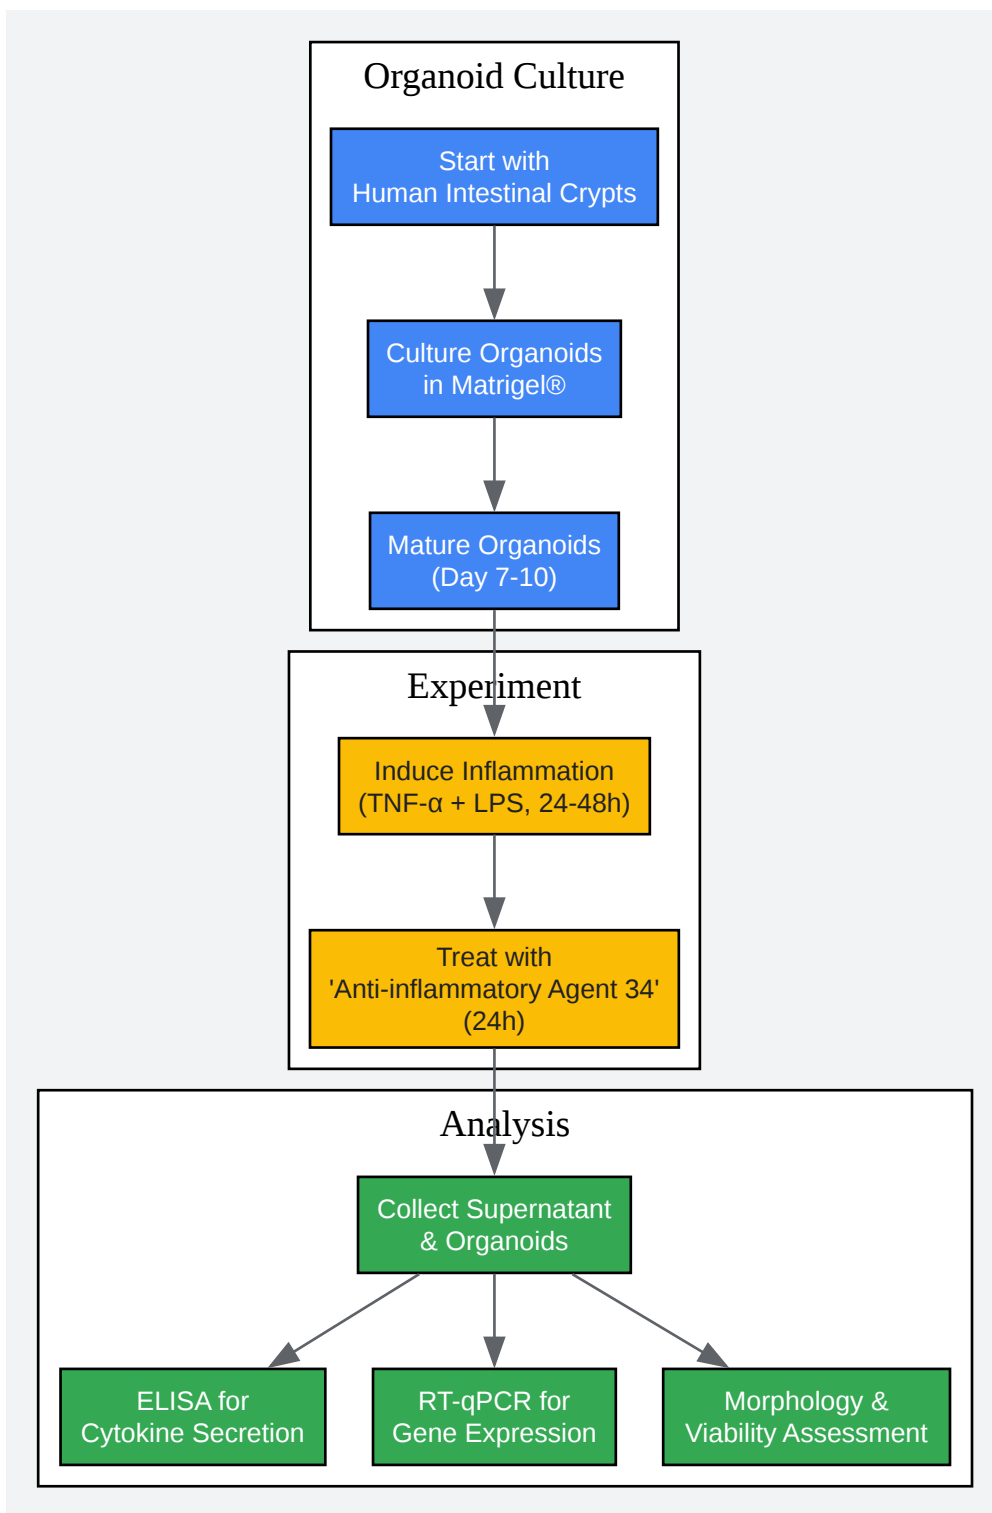 Organoid Culture
Start with
Human Intestinal Crypts
Culture Organoids
in Matrigel®
Mature Organoids
(Day 7-10)
Experiment
Induce Inflammation
(TNF-α + LPS, 24-48h)
Treat with
'Anti-inflammatory Agent 34'
(24h)
Analysis
Collect Supernatant
& Organoids
ELISA for
Cytokine Secretion
RT-qPCR for
Gene Expression
Morphology &
Viability Assessment